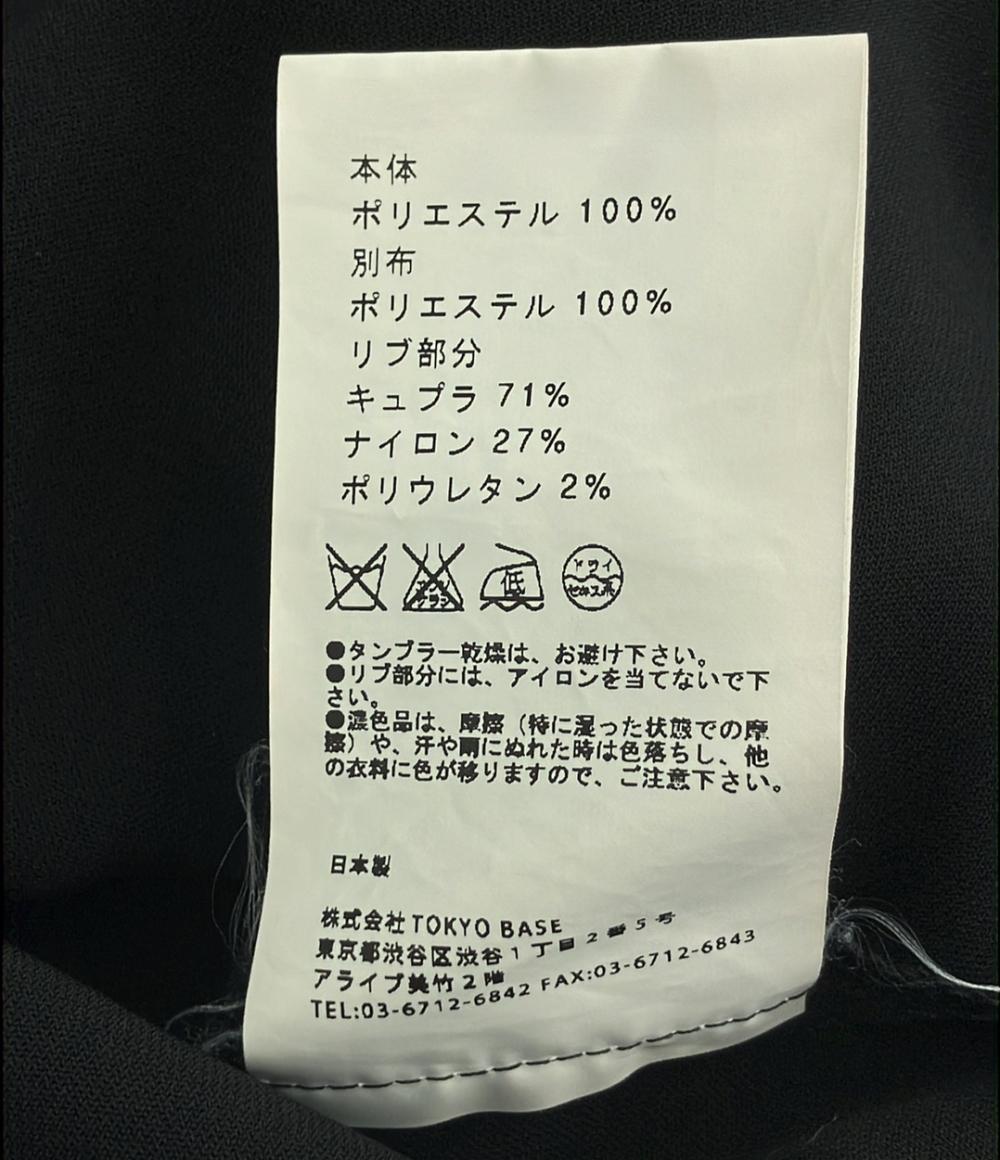 本体
ポリエステル 100%
別布
ポリエステル 100%
リブ部分
キュプラ 71%
ナイロン 27%
ポリウレタン 2%
エンソ サラシ 低 ドライ セキユ系
●タンブラー乾燥は、お避け下さい。
●リブ部分には、アイロンを当てないで下
さい。
●濃色品は、摩擦（特に湿った状態での摩
擦）や、汗や雨にぬれた時は色落ちし、他
の衣料に色が移りますので、ご注意下さい。
日本製
株式会社TOKYO BASE
東京都渋谷区渋谷1丁目2番5号
アライブ美竹2階
TEL:03-6712-6842 FAX:03-6712-6843